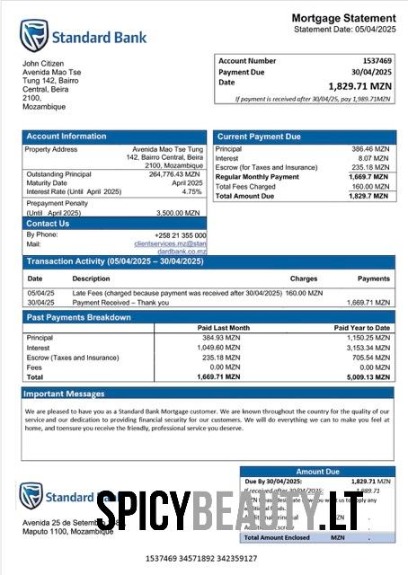 Standard Bank
Mortgage Statement
Statement Date: 05/04/2025
John Citizen
Avenida Mao Tse
Tung 142, Bairro
Central, Beira
2100,
Mozambique
Account Number 1537469
Payment Due 30/04/2025
Date
1,829.71 MZN
If payment is received after 30/04/25, pay 1,989.71MZN
Account Information
Property Address Avenida Mao Tse Tung
142, Bairro Central, Beira
2100, Mozambique
Outstanding Principal 264,776.43 MZN
Maturity Date April 2025
Interest Rate (Until April 2025) 4.75%
Prepayment Penalty
(Until April 2025) 3,500.00 MZN
Contact Us
By Phone: +258 21 355 000
Mail: clientservices.mz@stan
dardbank.co.mz
Current Payment Due
Principal 386.46 MZN
Interest 8.07 MZN
Escrow (for Taxes and Insurance) 235.18 MZN
Regular Monthly Payment 1,669.7 MZN
Total Fees Charged 160.00 MZN
Total Amount Due 1,829.7 MZN
Transaction Activity (05/04/2025 – 30/04/2025)
Date Description Charges Payments
05/04/25 Late Fees (charged because payment was received after 30/04/2025) 160.00 MZN
30/04/25 Payment Received – Thank you 1,669.71 MZN
Past Payments Breakdown
Paid Last Month Paid Year to Date
Principal 384.93 MZN 1,150.25 MZN
Interest 1,049.60 MZN 3,153.34 MZN
Escrow (Taxes and Insurance) 235.18 MZN 705.54 MZN
Fees 0.00 MZN 0.00 MZN
Total 1,669.71 MZN 5,009.13 MZN
Important Messages
We are pleased to have you as a Standard Bank Mortgage customer. We are known throughout the country for the quality of our
service and our dedication to providing financial security for our customers. We will do everything we can to make you feel at
home, and toensure you receive the friendly, professional service you deserve.
Amount Due
Due By 30/04/2025: 1,829.71 MZN
If received after 30/04/2025: 1,989.71
Standard Bank
SPICYBEAUTY.LT
Avenida 25 de Setembro
Maputo 1100, Mozambique
Total Amount Enclosed MZN .
1537469 34571892 342359127